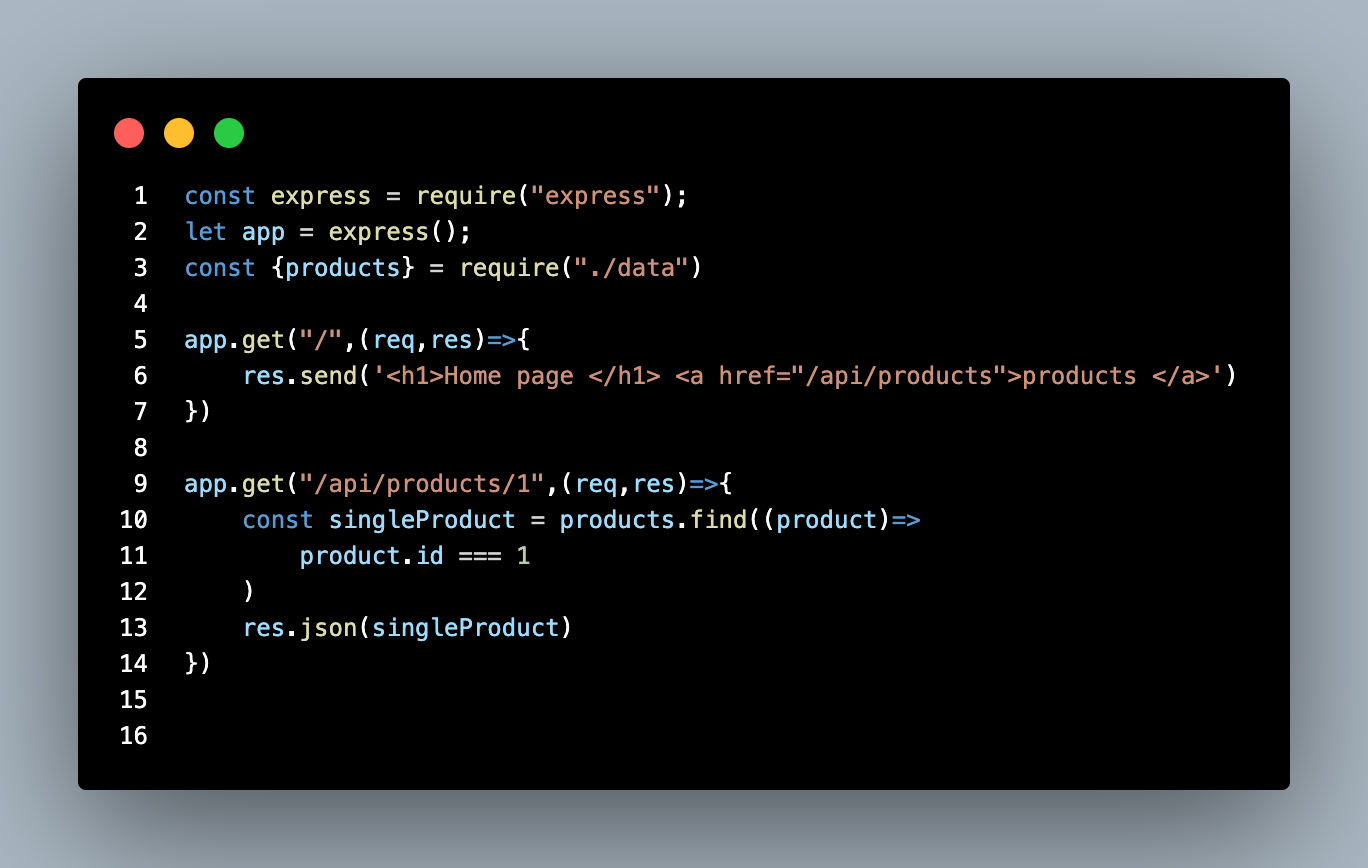 1 const express = require("express");
2 let app = express();
3 const {products} = require("./data")
4
5 app.get("/",(req,res)=>{
6     res.send('<h1>Home page </h1> <a href="/api/products">products </a>')
7 })
8
9 app.get("/api/products/1",(req,res)=>{
10     const singleProduct = products.find((product)=>
11         product.id === 1
12     )
13     res.json(singleProduct)
14 })
15
16